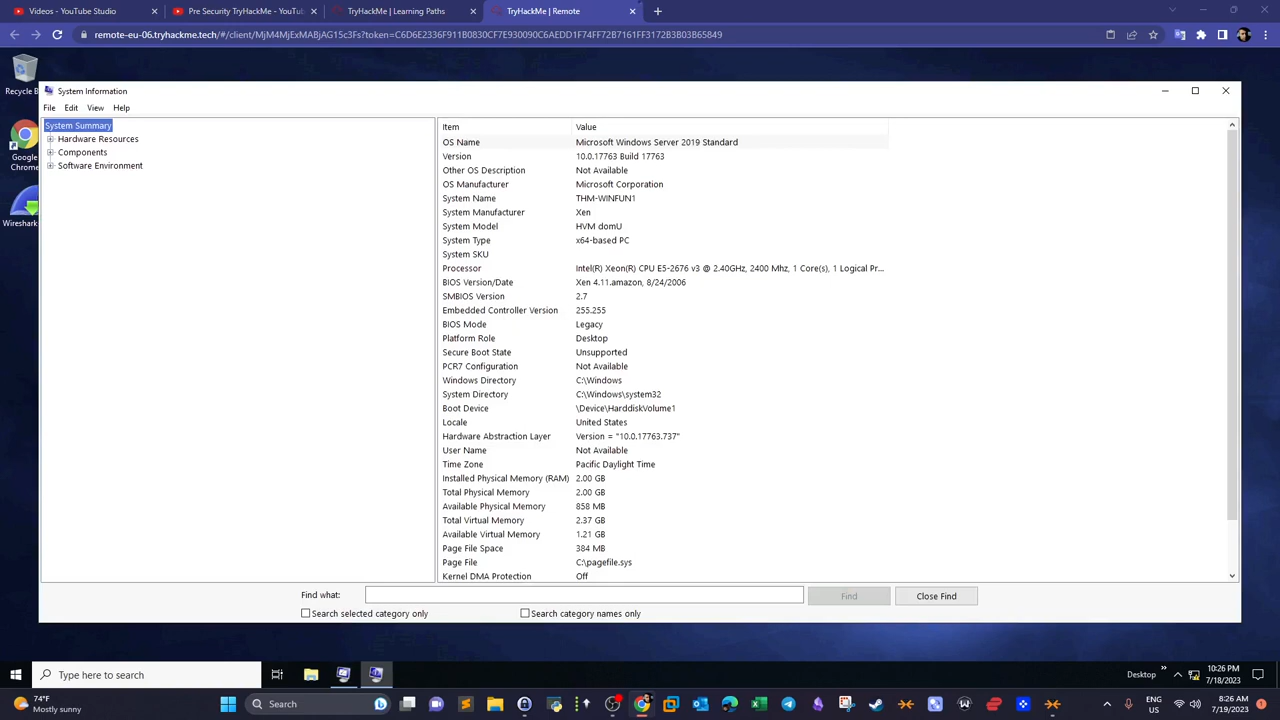 Videos - YouTube Studio
Pre Security TryHackMe - YouTub
TryHackMe | Learning Paths
TryHackMe | Remote
remote-eu-06.tryhackme.tech/#/client/MjM4MjExMABjAG15c3Fs?token=C6D6E2336F911B0830CF7E930090C6AEDD1F74FF72B7161FF3172B3B03B65849
Recycle B
Google
Chrome
Wireshark
System Information
File Edit View Help
System Summary
Hardware Resources
Components
Software Environment
Item Value
OS Name Microsoft Windows Server 2019 Standard
Version 10.0.17763 Build 17763
Other OS Description Not Available
OS Manufacturer Microsoft Corporation
System Name THM-WINFUN1
System Manufacturer Xen
System Model HVM domU
System Type x64-based PC
System SKU
Processor Intel(R) Xeon(R) CPU E5-2676 v3 @ 2.40GHz, 2400 Mhz, 1 Core(s), 1 Logical Pr...
BIOS Version/Date Xen 4.11.amazon, 8/24/2006
SMBIOS Version 2.7
Embedded Controller Version 255.255
BIOS Mode Legacy
Platform Role Desktop
Secure Boot State Unsupported
PCR7 Configuration Not Available
Windows Directory C:\Windows
System Directory C:\Windows\system32
Boot Device \Device\HarddiskVolume1
Locale United States
Hardware Abstraction Layer Version = "10.0.17763.737"
User Name Not Available
Time Zone Pacific Daylight Time
Installed Physical Memory (RAM) 2.00 GB
Total Physical Memory 2.00 GB
Available Physical Memory 858 MB
Total Virtual Memory 2.37 GB
Available Virtual Memory 1.21 GB
Page File Space 384 MB
Page File C:\pagefile.sys
Kernel DMA Protection Off
Find what: Find Close Find
Search selected category only Search category names only
Type here to search
Desktop
10:26 PM
7/18/2023
74°F
Mostly sunny
Search
ENG
US
8:26 AM
7/19/2023